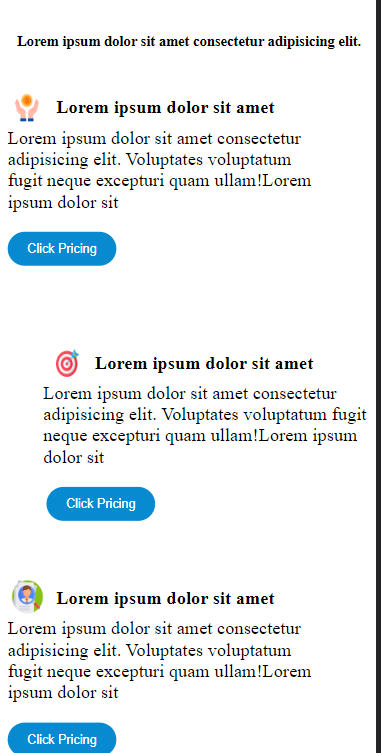 Lorem ipsum dolor sit amet consectetur adipisicing elit.
Lorem ipsum dolor sit amet
Lorem ipsum dolor sit amet consectetur
adipisicing elit. Voluptates voluptatum
fugit neque excepturi quam ullam!Lorem
ipsum dolor sit
Click Pricing
Lorem ipsum dolor sit amet
Lorem ipsum dolor sit amet consectetur
adipisicing elit. Voluptates voluptatum fugit
neque excepturi quam ullam!Lorem ipsum
dolor sit
Click Pricing
Lorem ipsum dolor sit amet
Lorem ipsum dolor sit amet consectetur
adipisicing elit. Voluptates voluptatum
fugit neque excepturi quam ullam!Lorem
ipsum dolor sit
Click Pricing